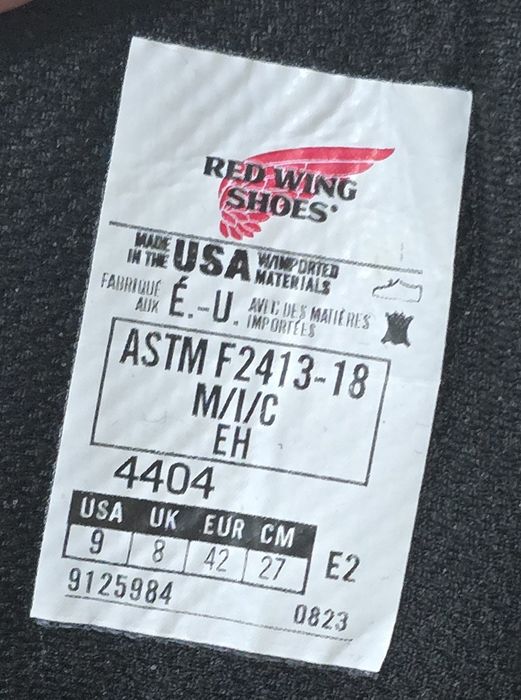 RED WING
SHOES
MADE IN THE USA W/IMPORTED MATERIALS
FABRIQUÉ AUX É.-U. AVEC DES MATIÈRES IMPORTÉES
ASTM F2413-18
M/I/C
EH
4404
USA UK EUR CM
9 8 42 27 E2
9125984
0823